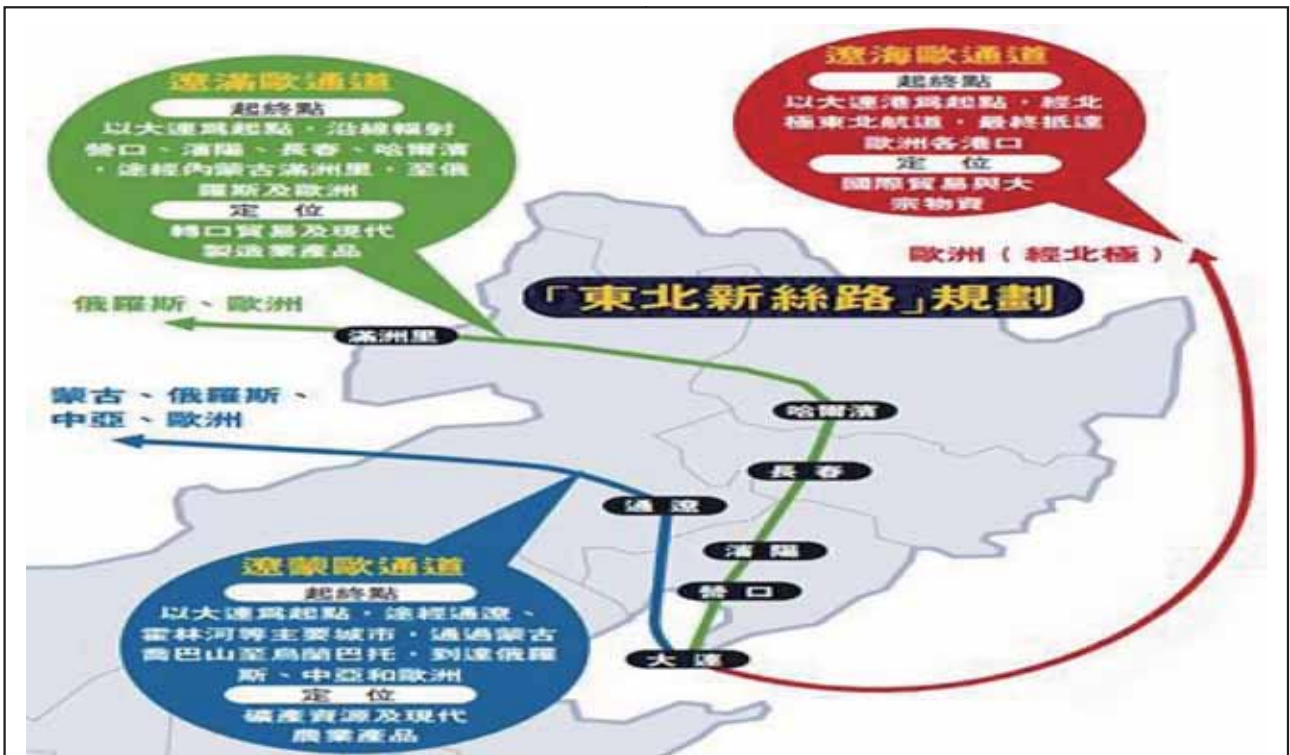 遼滿歐通道
起終點
以大連為起點，沿線輻射
營口、瀋陽、長春、哈爾濱
，途經內蒙古滿洲里，至俄
羅斯及歐洲
定 位
轉口貿易及現代
製造業產品
遼海歐通道
起終點
以大連港為起點，經北
極東北航道，最終抵達
歐洲各港口
定 位
國際貿易與大
宗物資
歐洲（經北極）
「東北新絲路」規劃
俄羅斯、歐洲
滿洲里
蒙古、俄羅斯、
中亞、歐洲
哈爾濱
長春
通遼
瀋陽
營口
大連
遼蒙歐通道
起終點
以大連為起點，途經通遼、
霍林河等主要城市，通過蒙古
喬巴山至烏蘭巴托，到達俄羅
斯、中亞和歐洲
定 位
礦產資源及現代
農業產品